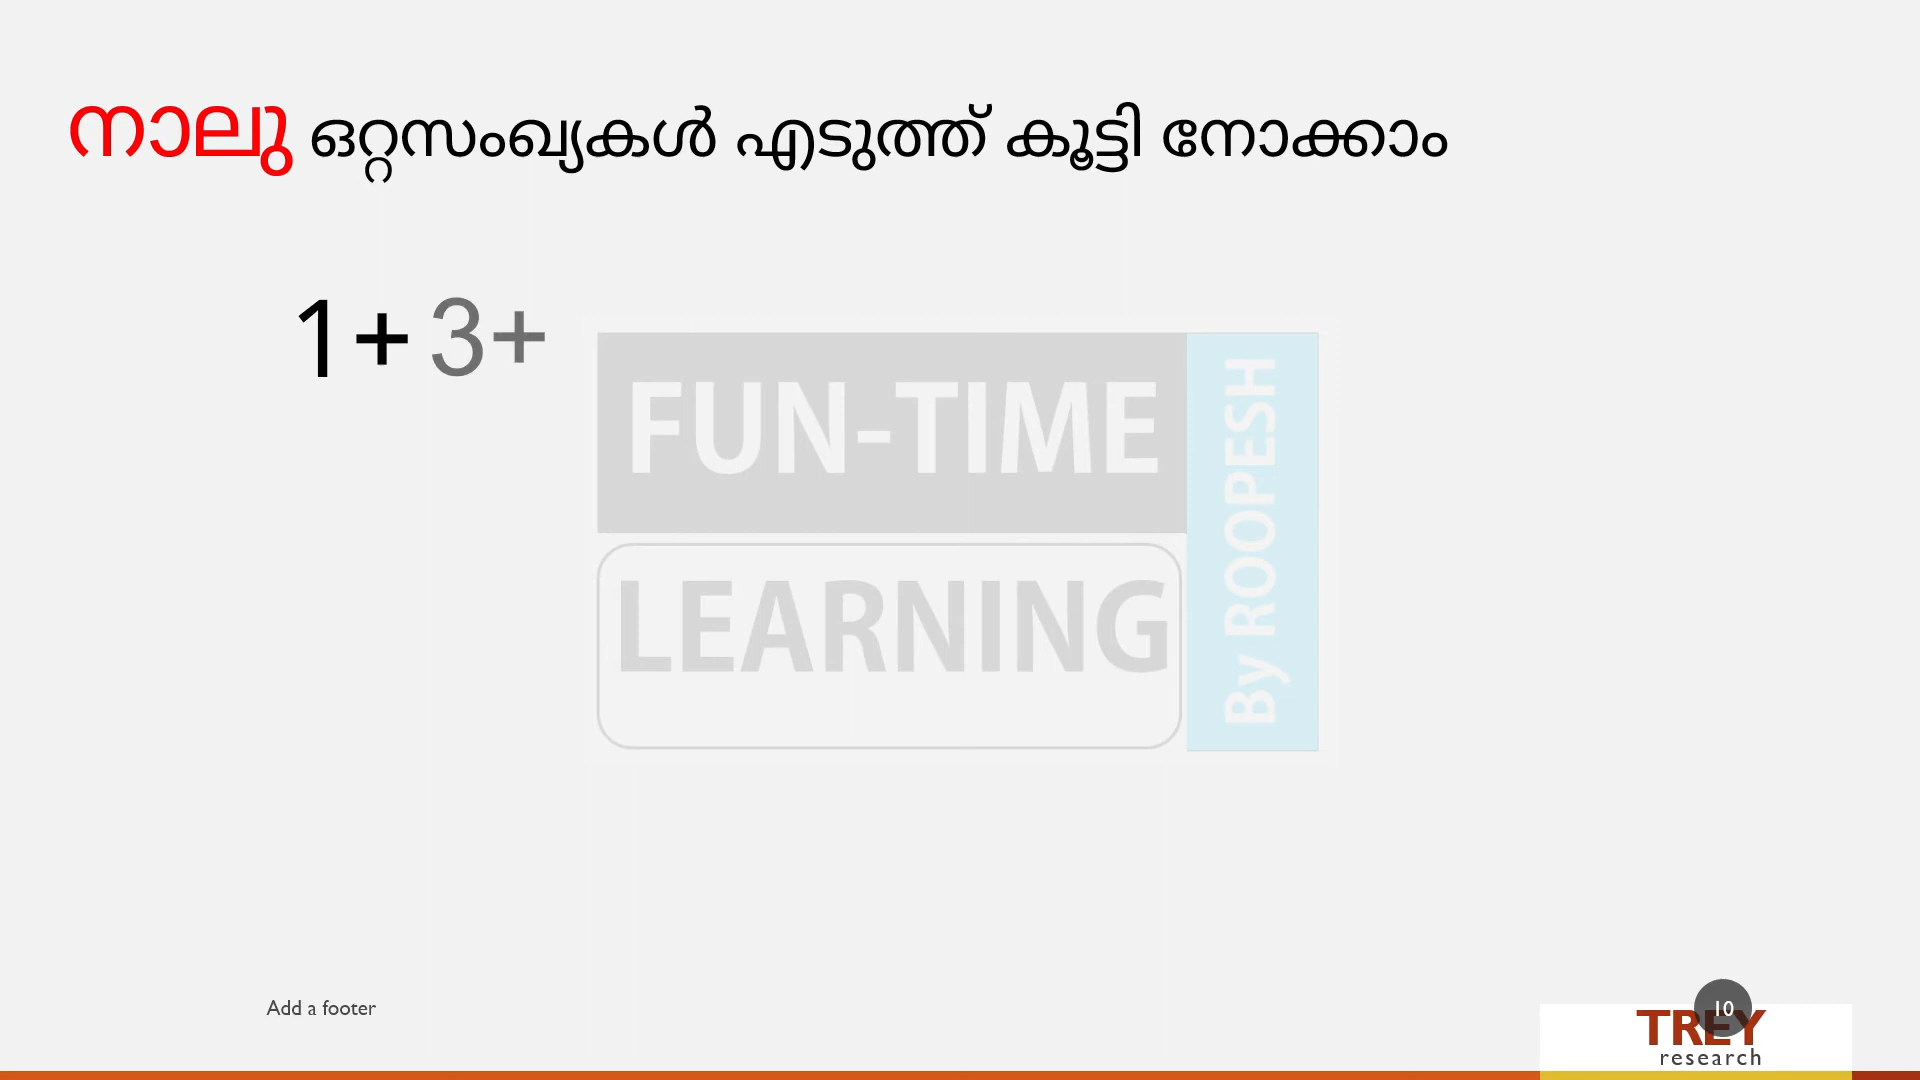 നാലു ഒറ്റസംഖ്യകൾ എടുത്ത് കൂട്ടി നോക്കാം
1+ 3+
FUN-TIME
LEARNING
By ROOPESH
Add a footer
10
TREY
research